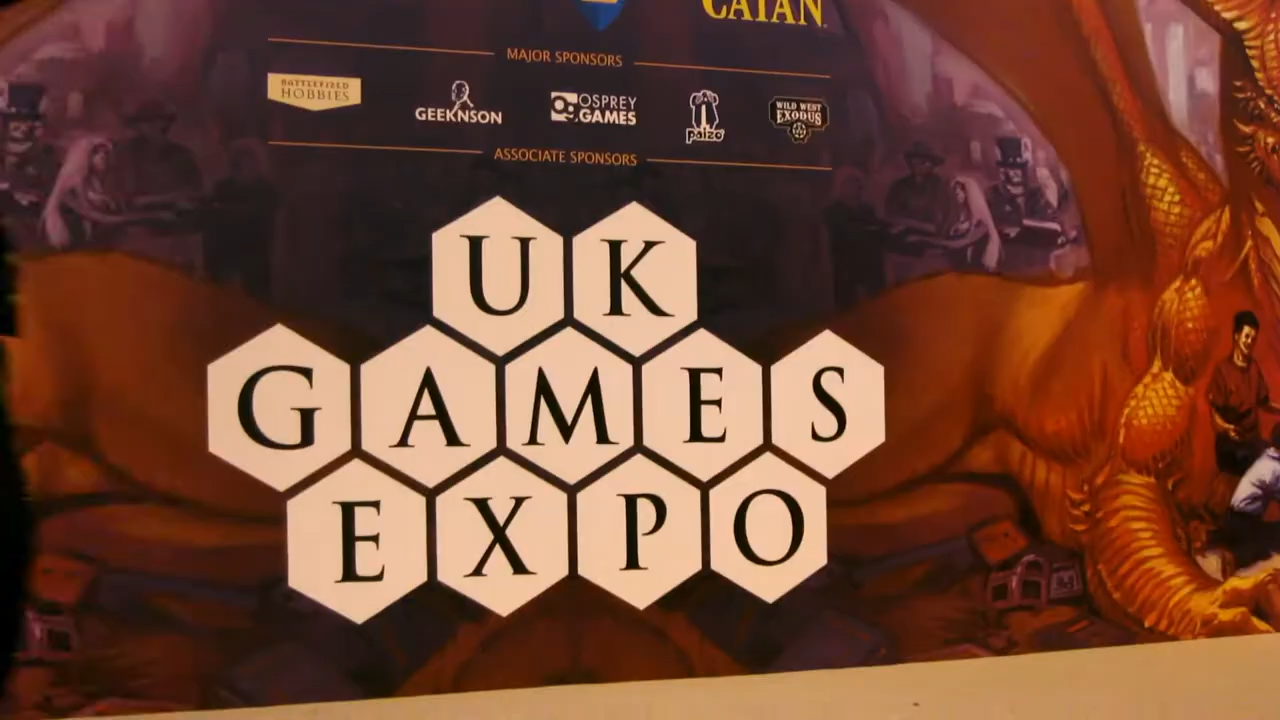 CATAN
MAJOR SPONSORS
BATTLEFIELD
HOBBIES
GEEKNSON
OSPREY
GAMES
paizo
WILD WEST
EXODUS
ASSOCIATE SPONSORS
UK
GAMES
EXPO